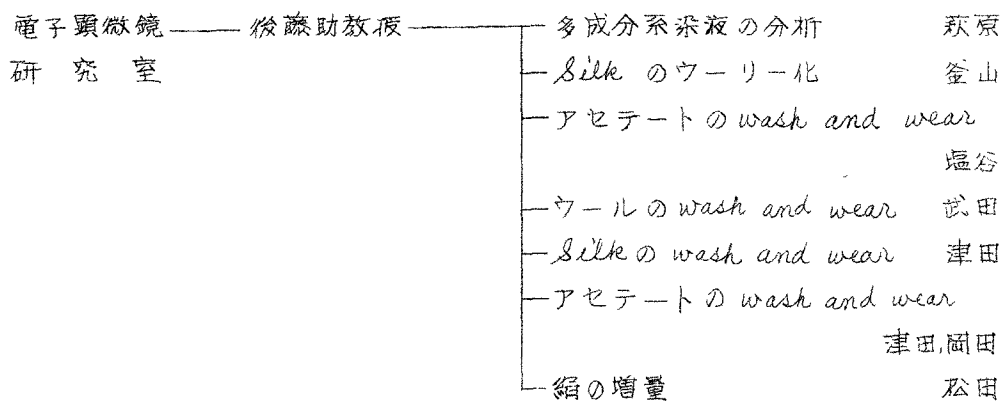 電子顕微鏡 後藤助教授 多成分系染液の分析 萩原
研究室 Silk のウーリー化 釜山
アセテートの wash and wear
塩谷
ウールの wash and wear 武田
Silk の wash and wear 津田
アセテートの wash and wear
津田,岡田
絹の増量 松田